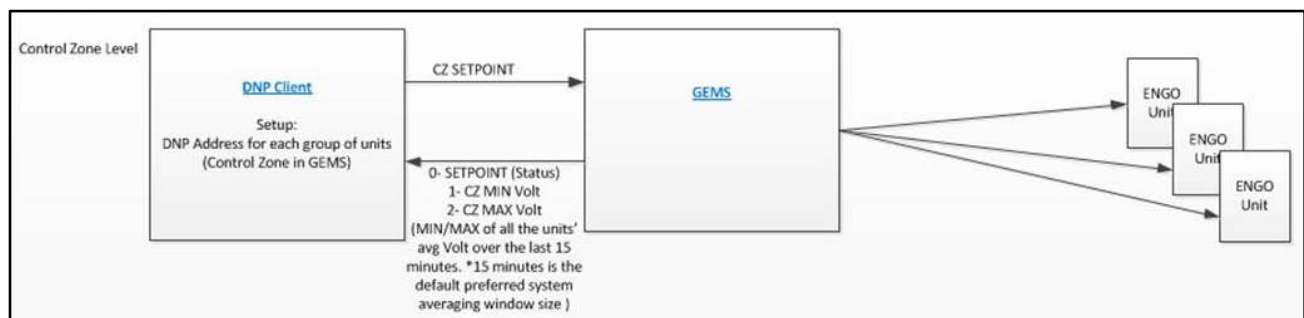 Control Zone Level
DNP Client
Setup:
DNP Address for each group of units
(Control Zone in GEMS)
CZ SETPOINT
0- SETPOINT (Status)
1- CZ MIN Volt
2- CZ MAX Volt
(MIN/MAX of all the units'
avg Volt over the last 15
minutes. *15 minutes is the
default preferred system
averaging window size )
GEMS
ENGO
Unit
ENGO
Unit
ENGO
Unit